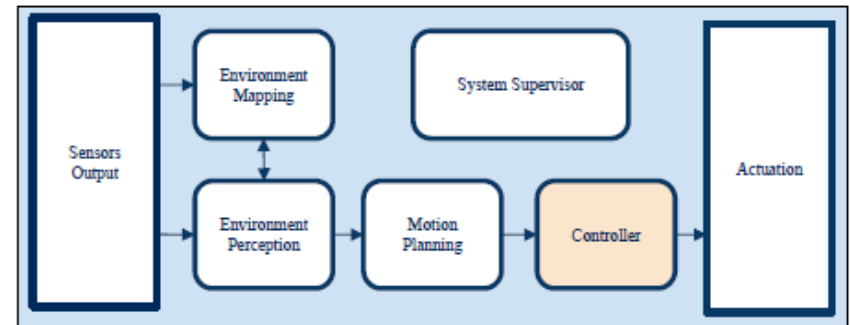 Sensors
Output
Environment
Mapping
System Supervisor
Environment
Perception
Motion
Planning
Controller
Actuation